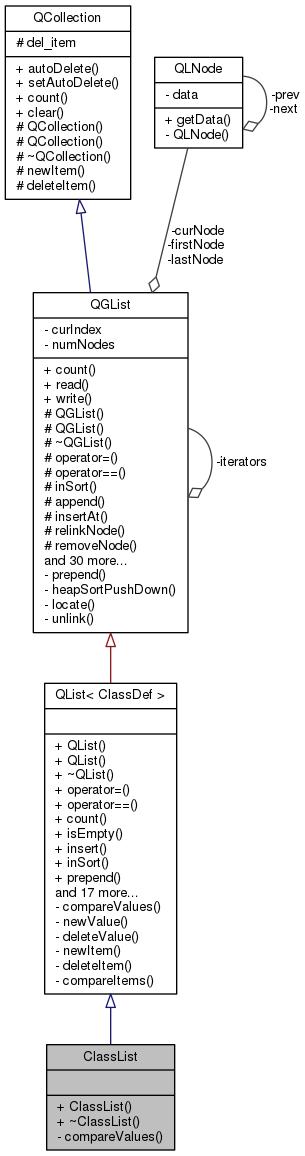 QCollection
# del_item
+ autoDelete()
+ setAutoDelete()
+ count()
+ clear()
# QCollection()
# QCollection()
# ~QCollection()
# newItem()
# deleteItem()
QLNode
- data
+ getData()
- QLNode()
-prev
-next
-curNode
-firstNode
-lastNode
QGList
- curIndex
- numNodes
+ count()
+ read()
+ write()
# QGList()
# QGList()
# ~QGList()
# operator=()
# operator==()
# inSort()
# append()
# insertAt()
# relinkNode()
# removeNode()
and 30 more...
- prepend()
- heapSortPushDown()
- locate()
- unlink()
-iterators
QList< ClassDef >
+ QList()
+ QList()
+ ~QList()
+ operator=()
+ operator==()
+ count()
+ isEmpty()
+ insert()
+ inSort()
+ prepend()
and 17 more...
- compareValues()
- newValue()
- deleteValue()
- newItem()
- deleteItem()
- compareItems()
ClassList
+ ClassList()
+ ~ClassList()
- compareValues()